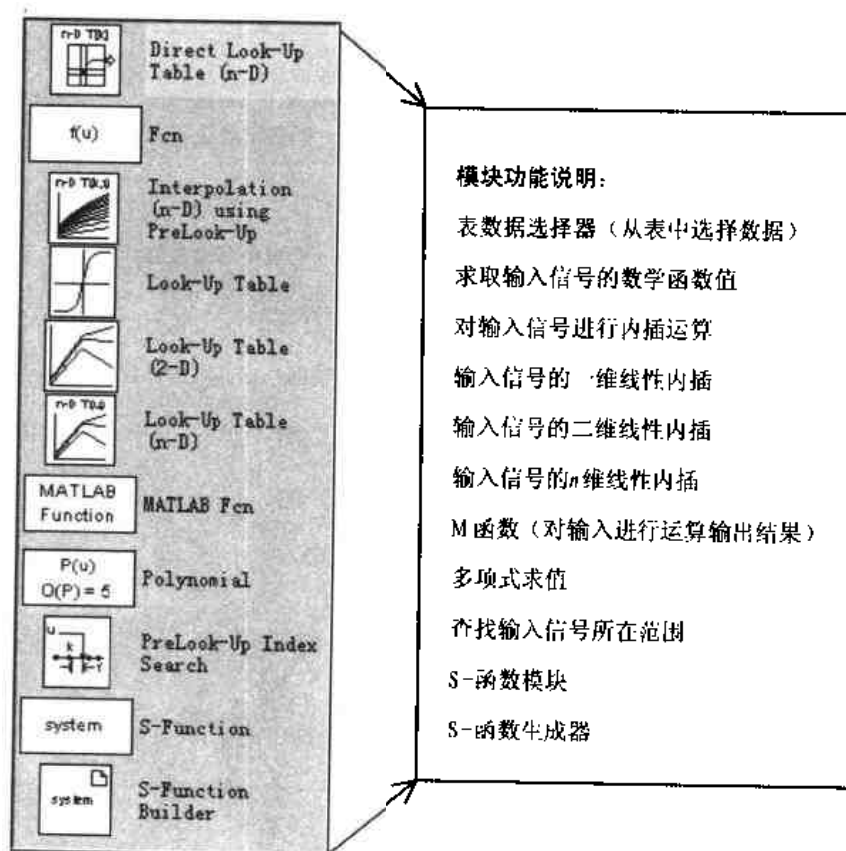 n-D T[k]
Direct Look-Up
Table (n-D)
f(u)
Fcn
n-D T(k,f)
Interpolation
(n-D) using
PreLook-Up
Look-Up Table
Look-Up Table
(2-D)
n-D T(u)
Look-Up Table
(n-D)
MATLAB
Function
MATLAB Fcn
P(u)
O(P) = 5
Polynomial
u
k
PreLook-Up Index
Search
system
S-Function
system
S-Function
Builder
模块功能说明:
表数据选择器（从表中选择数据）
求取输入信号的数学函数值
对输入信号进行内插运算
输入信号的一维线性内插
输入信号的二维线性内插
输入信号的n维线性内插
M函数（对输入进行运算输出结果）
多项式求值
查找输入信号所在范围
S-函数模块
S-函数生成器